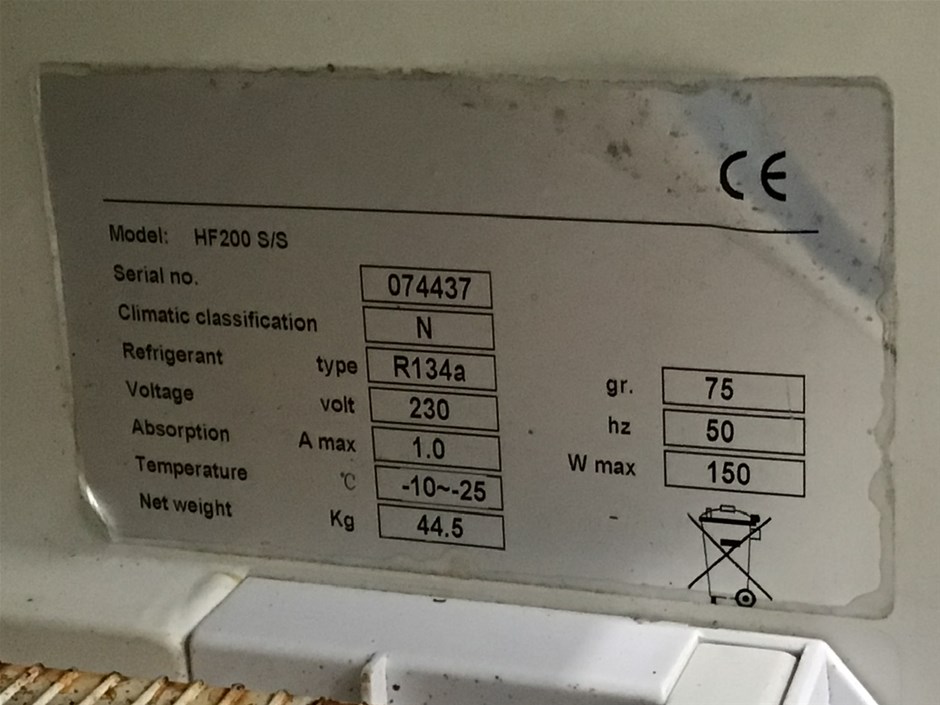 CE
Model: HF200 S/S
Serial no. 074437
Climatic classification N
Refrigerant type R134a gr. 75
Voltage volt 230 hz 50
Absorption A max 1.0 W max 150
Temperature °C -10~-25 -
Net weight Kg 44.5